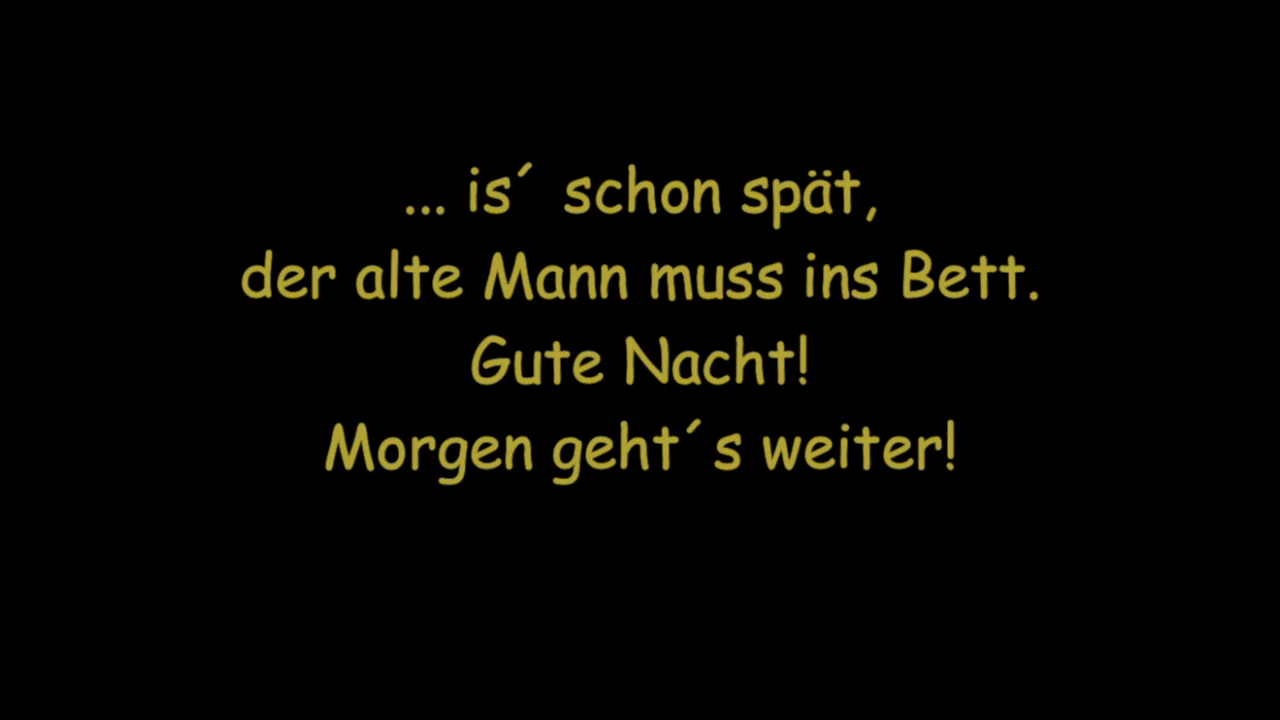 ... is´ schon spät,
der alte Mann muss ins Bett.
Gute Nacht!
Morgen geht´s weiter!